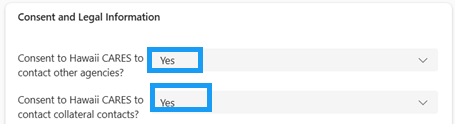 Consent and Legal Information
Consent to Hawaii CARES to
contact other agencies?
Yes
Consent to Hawaii CARES to
contact collateral contacts?
Yes